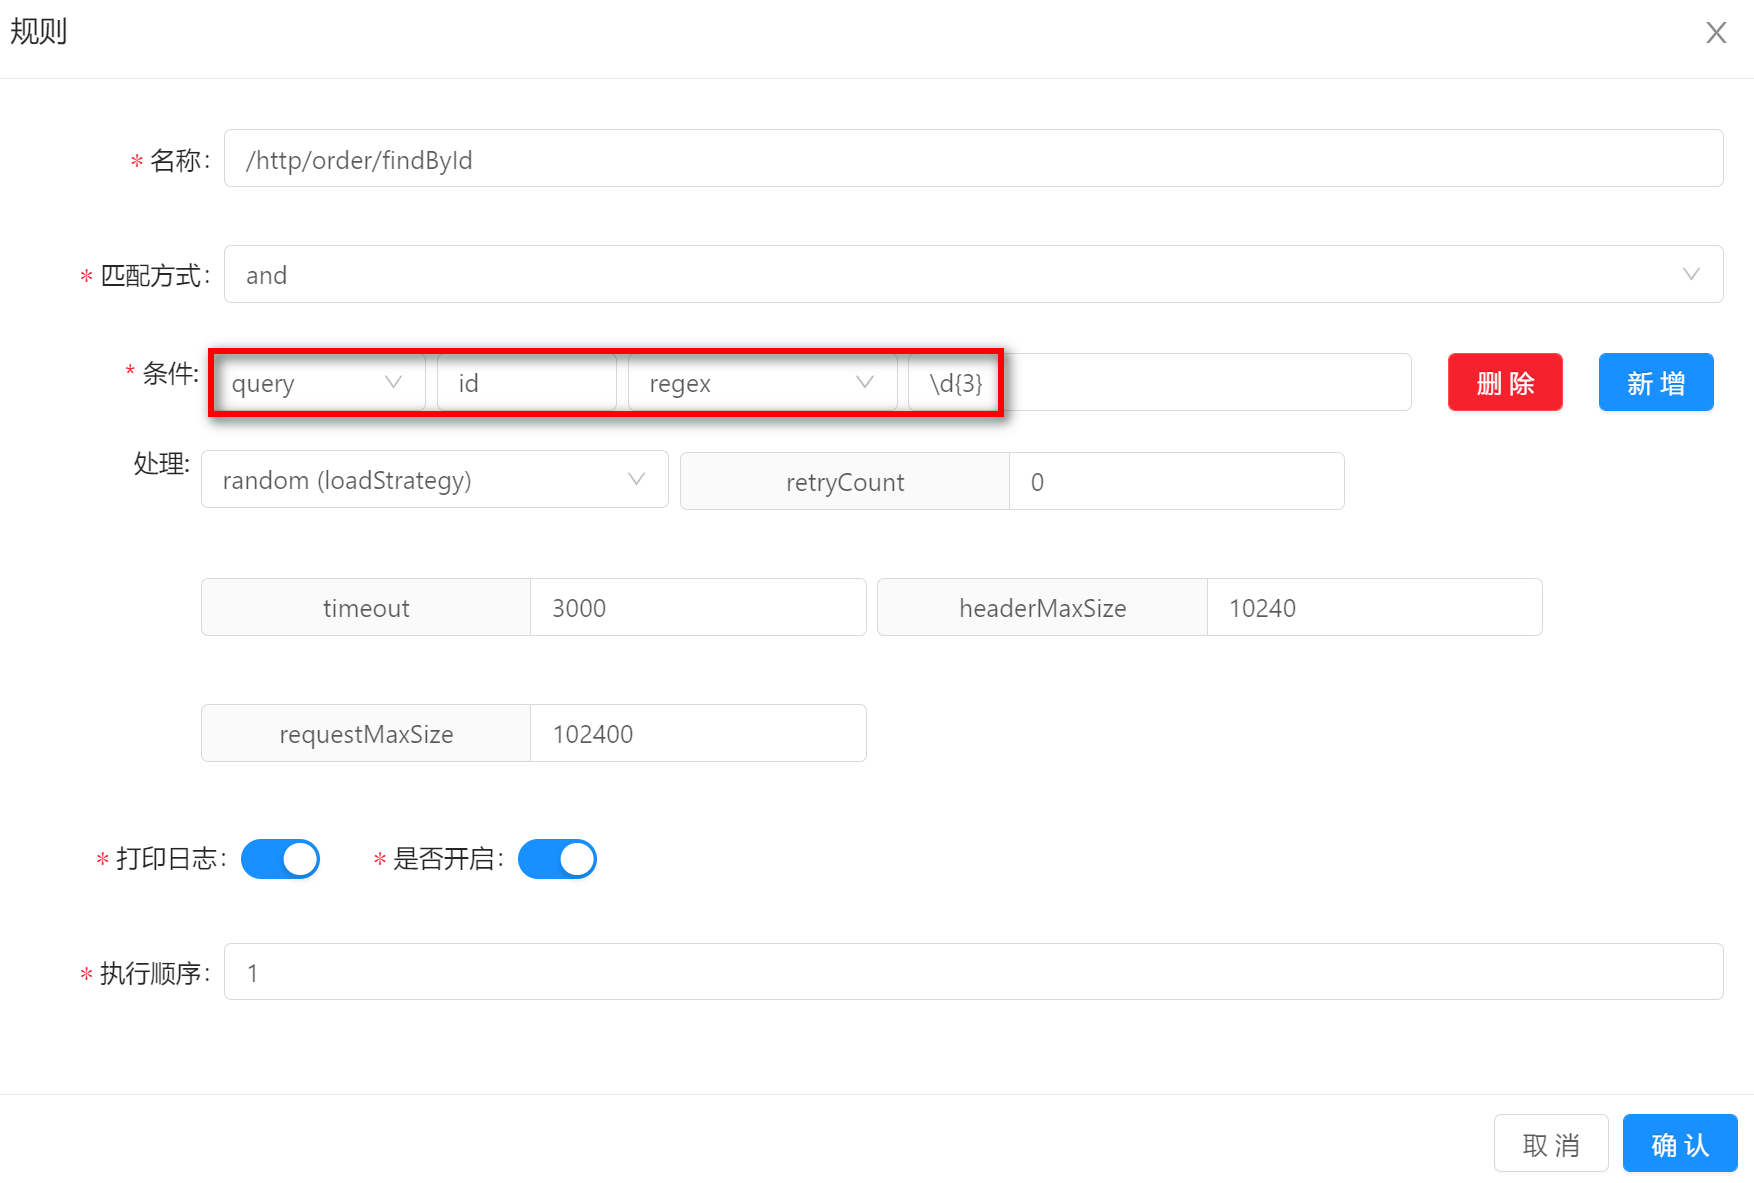 规则
* 名称: /http/order/findById
* 匹配方式: and
* 条件: query id regex \d{3} 删 除 新 增
处理: random (loadStrategy) retryCount 0
timeout 3000 headerMaxSize 10240
requestMaxSize 102400
* 打印日志: * 是否开启:
* 执行顺序: 1
取 消 确 认